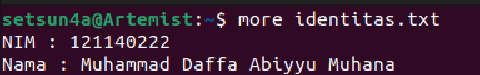 setsun4a@Artemist:~$ more identitas.txt
NIM : 121140222
Nama : Muhammad Daffa Abiyyu Muhana